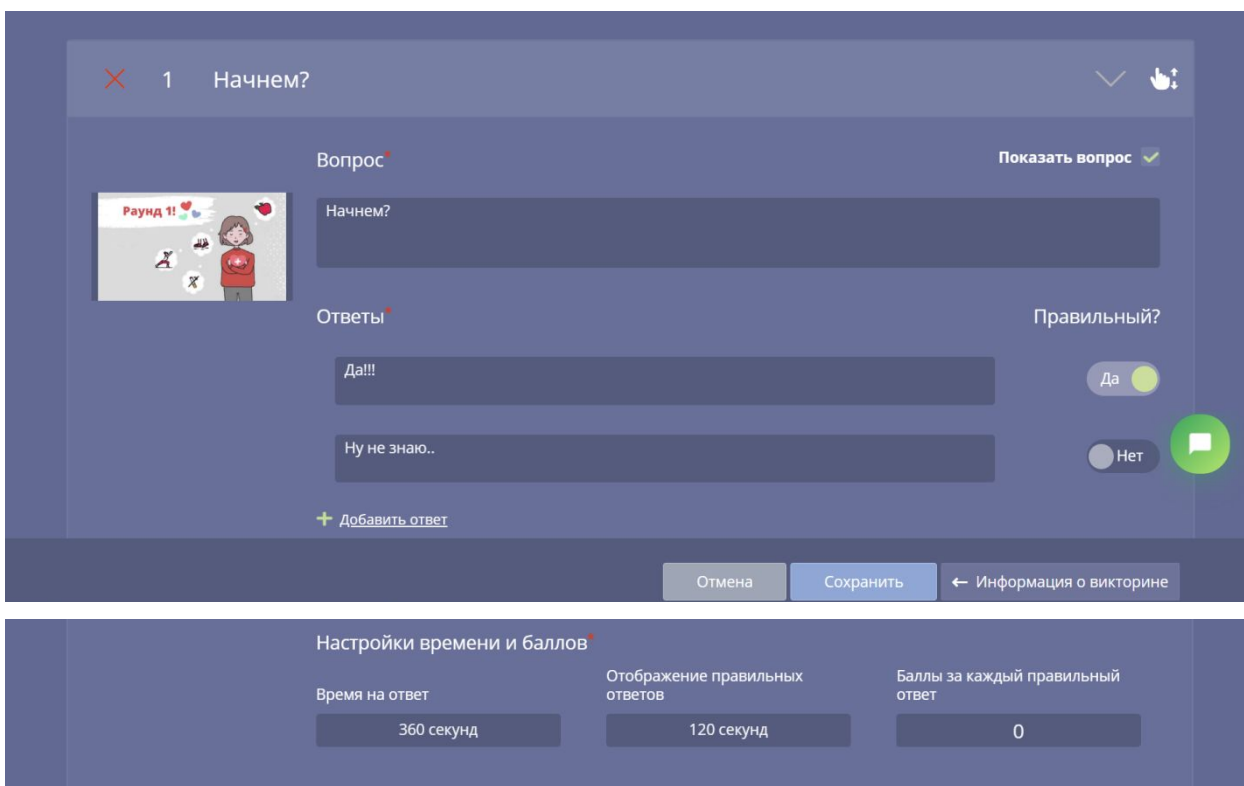 1 Начнем?
Вопрос*
Показать вопрос
Раунд 1!
Начнем?
Ответы*
Правильный?
Да!!!
Да
Ну не знаю..
Нет
+ Добавить ответ
Отмена
Сохранить
← Информация о викторине
Настройки времени и баллов*
Время на ответ
Отображение правильных
ответов
Баллы за каждый правильный
ответ
360 секунд
120 секунд
0